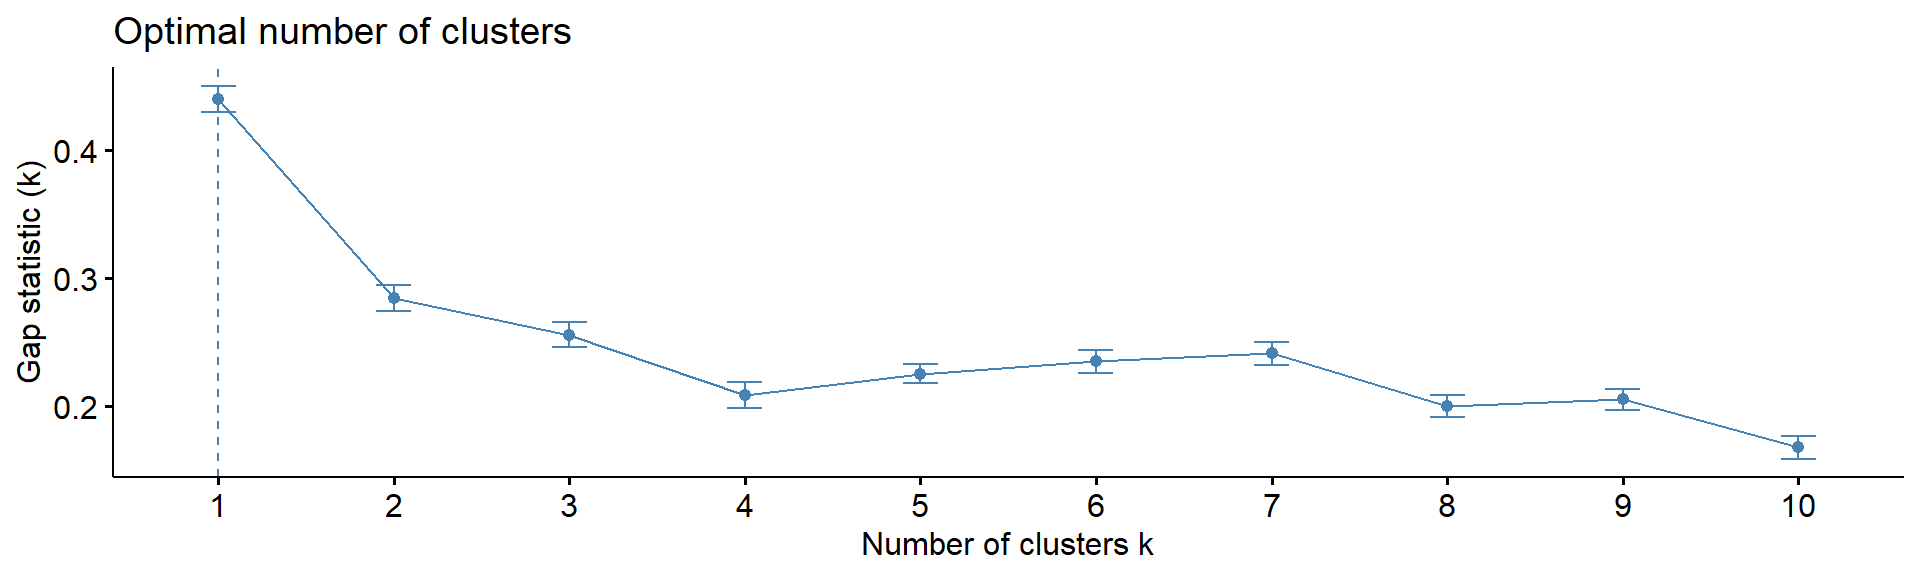 Optimal number of clusters
Gap statistic (k)
0.4
0.3
0.2
1 2 3 4 5 6 7 8 9 10
Number of clusters k